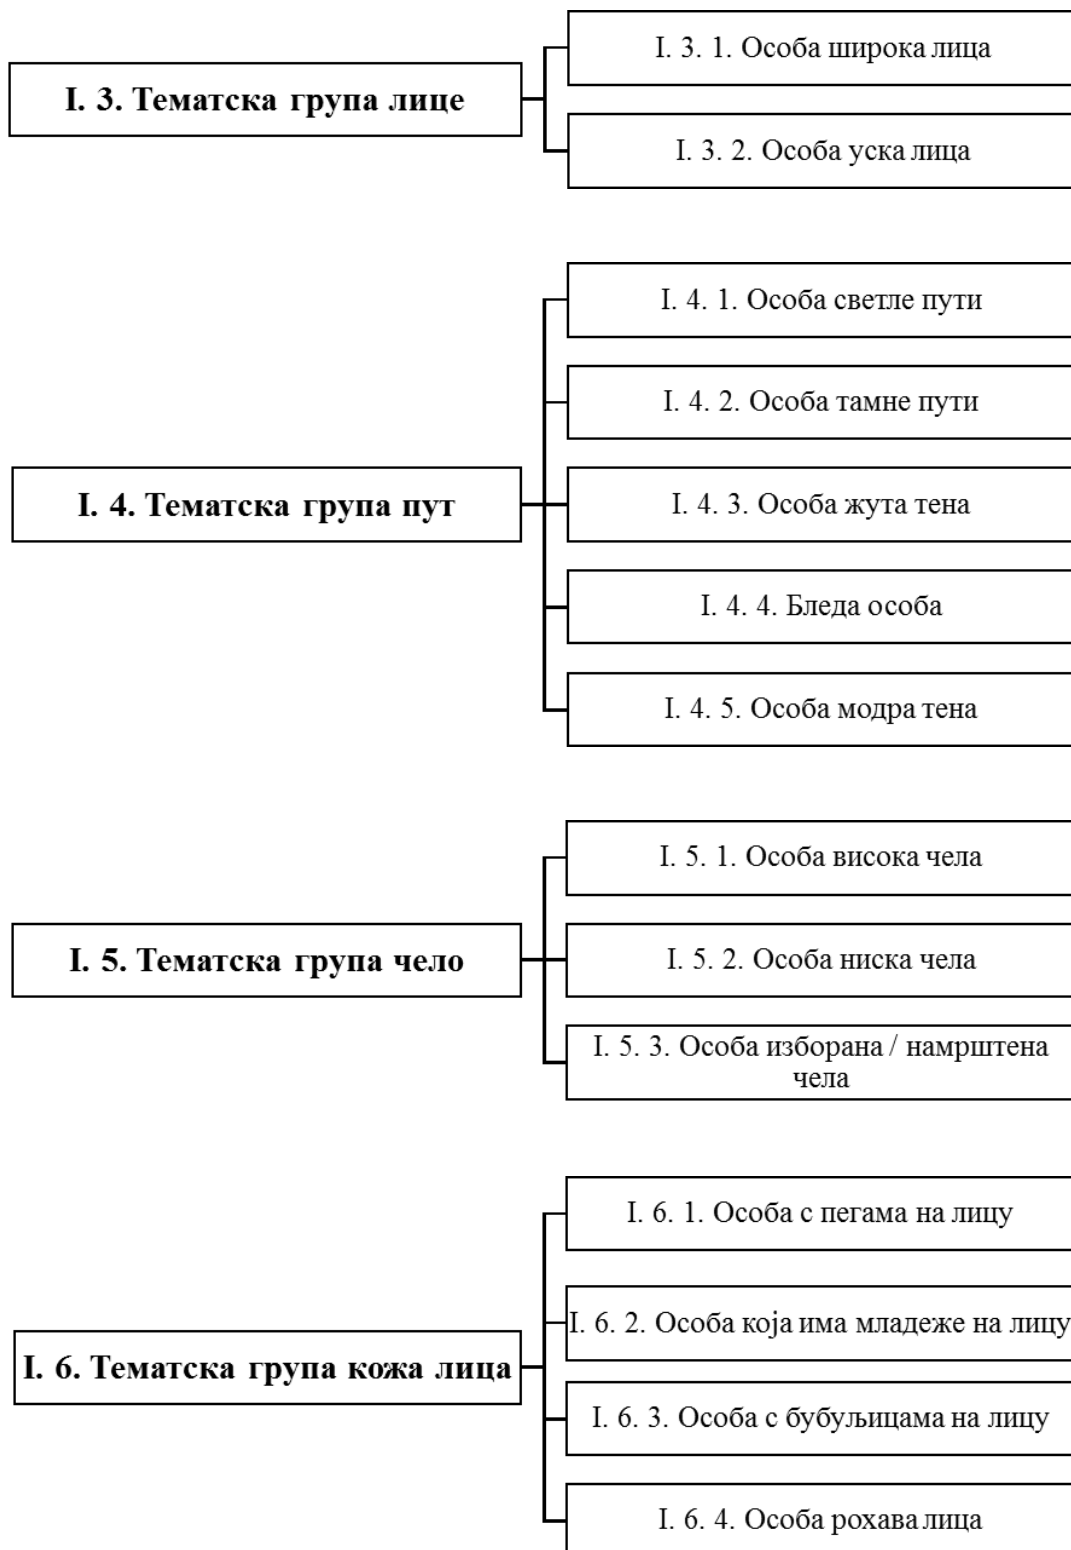 I. 3. Тематска група лице
I. 3. 1. Особа широка лица
I. 3. 2. Особа уска лица
I. 4. Тематска група пут
I. 4. 1. Особа светле пути
I. 4. 2. Особа тамне пути
I. 4. 3. Особа жута тена
I. 4. 4. Бледа особа
I. 4. 5. Особа модра тена
I. 5. Тематска група чело
I. 5. 1. Особа висока чела
I. 5. 2. Особа ниска чела
I. 5. 3. Особа изборана / намрштена
чела
I. 6. Тематска група кожа лица
I. 6. 1. Особа с пегама на лицу
I. 6. 2. Особа која има младеже на лицу
I. 6. 3. Особа с бубуљицама на лицу
I. 6. 4. Особа рохава лица